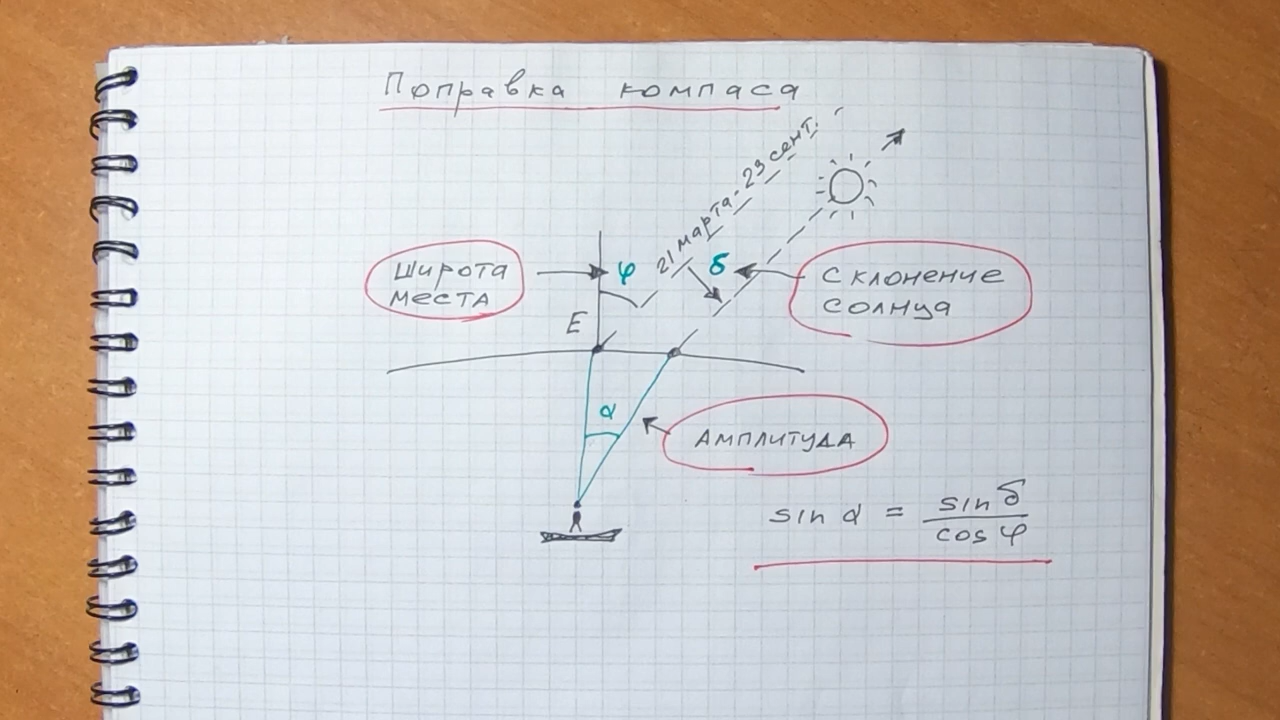 Поправка компаса
21 марта - 23 сент.
Широта
места
φ
δ
Склонение
солнца
E
α
Амплитуда
sin α = sin δ / cos φ